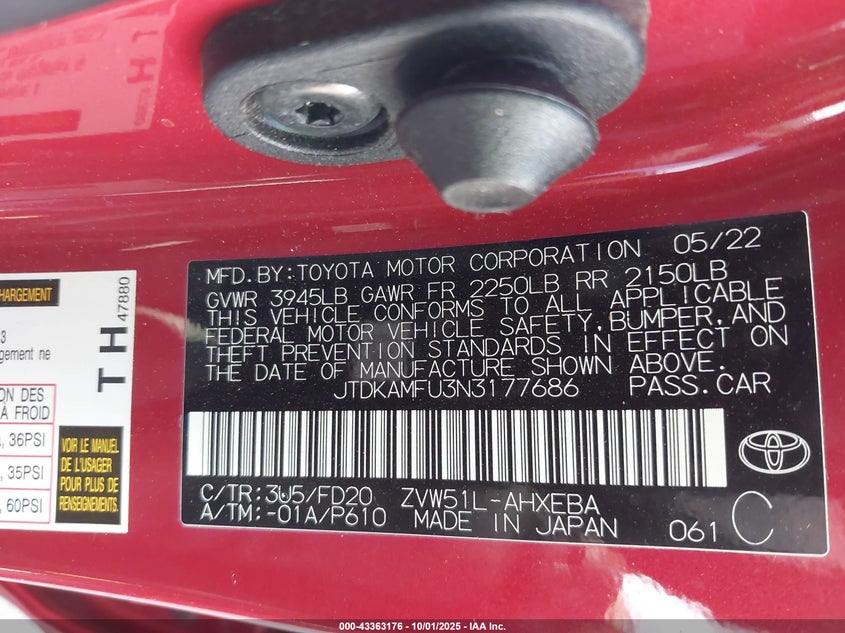 HARGEMENT
3
gement ne
ION DES
À FROID
, 36PSI
, 35PSI
, 60PSI
TH
47880
VOIR LE MANUEL
DE L'USAGER
POUR PLUS DE
RENSEIGNEMENTS.
MFD.BY:TOYOTA MOTOR CORPORATION 05/22
GVWR 3945LB GAWR FR 2250LB RR 2150LB
THIS VEHICLE CONFORMS TO ALL APPLICABLE
FEDERAL MOTOR VEHICLE SAFETY,BUMPER,AND
THEFT PREVENTION STANDARDS IN EFFECT ON
THE DATE OF MANUFACTURE SHOWN ABOVE.
JTDKAMFU3N3177686 PASS.CAR
C/TR:3U5/FD20 ZVW51L-AHXEBA
A/TM:-01A/P610 MADE IN JAPAN 061 C
000-43363176 - 10/01/2025 - IAA Inc.